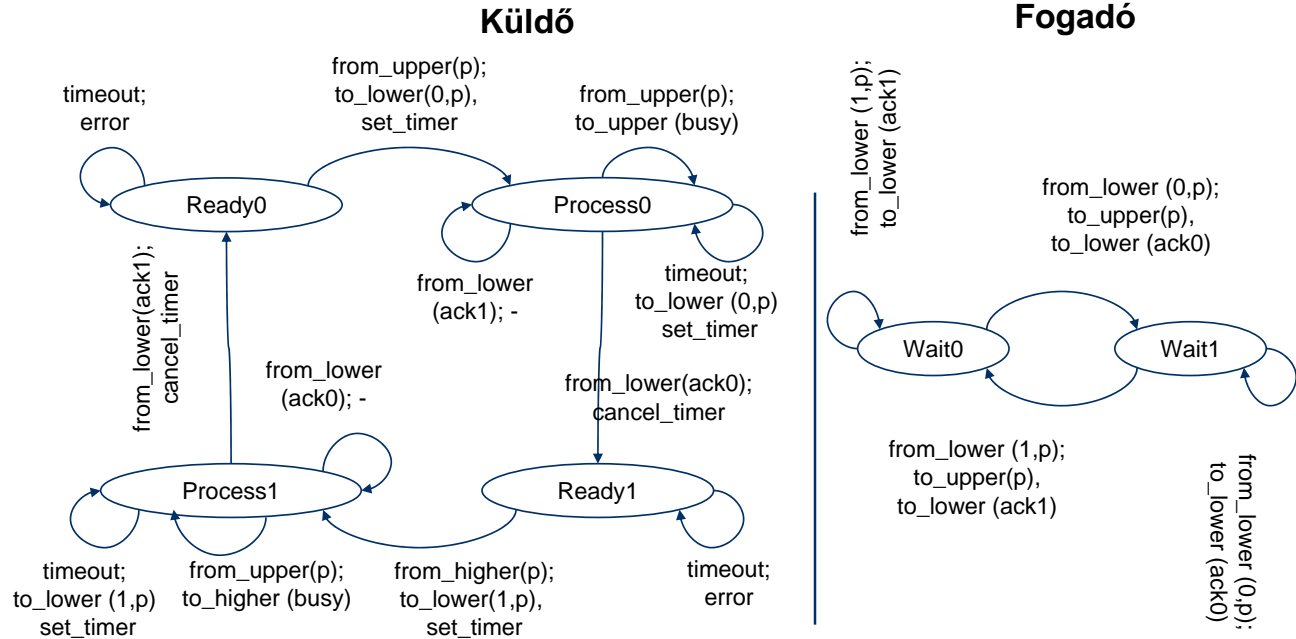 Küldő
timeout;
error
from_upper(p);
to_lower(0,p),
set_timer
from_upper(p);
to_upper (busy)
Ready0
Process0
from_lower(ack1);
cancel_timer
from_lower
(ack1); -
timeout;
to_lower (0,p)
set_timer
from_lower
(ack0); -
from_lower(ack0);
cancel_timer
Process1
Ready1
timeout;
to_lower (1,p)
set_timer
from_upper(p);
to_higher (busy)
from_higher(p);
to_lower(1,p),
set_timer
timeout;
error
Fogadó
from_lower (1,p);
to_lower (ack1)
from_lower (0,p);
to_upper(p),
to_lower (ack0)
Wait0
Wait1
from_lower (1,p);
to_upper(p),
to_lower (ack1)
from_lower (0,p);
to_lower (ack0)